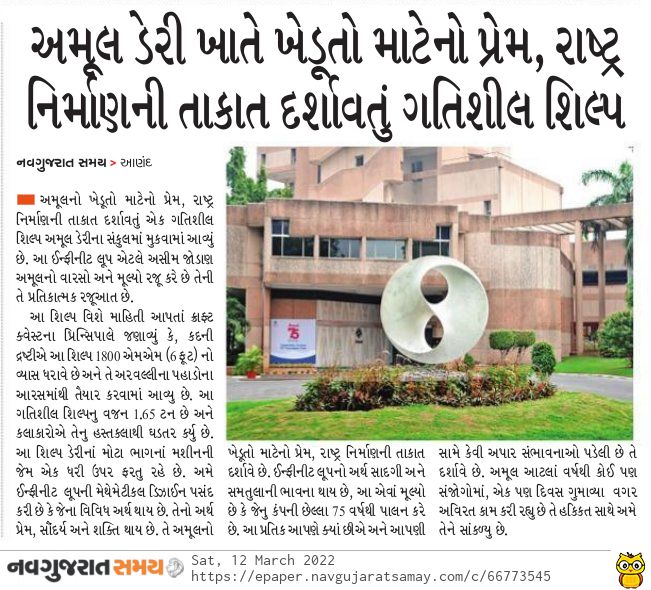 અમૂલ ડેરી ખાતે ખેડૂતો માટેનો પ્રેમ, રાષ્ટ્ર
નિર્માણની તાકાત દર્શાવતું ગતિશીલ શિલ્પ
નવગુજરાત સમય > આણંદ
અમૂલનો ખેડૂતો માટેનો પ્રેમ, રાષ્ટ્ર
નિર્માણની તાકાત દર્શાવતું એક ગતિશીલ
શિલ્પ અમૂલ ડેરીના સંકુલમાં મુકવામાં આવ્યું
છે. આ ઈન્ફીનીટ લૂપ એટલે અસીમ જોડાણ
અમૂલનો વારસો અને મૂલ્યો રજૂ કરે છે તેની
તે પ્રતિકાત્મક રજૂઆત છે.
આ શિલ્પ વિશે માહિતી આપતાં ક્રાફ્ટ
ક્વેસ્ટના પ્રિન્સિપાલે જણાવ્યું કે, કદની
દ્રષ્ટીએ આ શિલ્પ 1800 એમએમ (6 ફૂટ) નો
વ્યાસ ધરાવે છે અને તે અરવલ્લીના પહાડોના
આરસમાંથી તૈયાર કરવામાં આવ્યુ છે. આ
ગતિશીલ શિલ્પનુ વજન 1.65 ટન છે અને
કલાકારોએ તેનુ હસ્તકલાથી ઘડતર કર્યુ છે.
આ શિલ્પ ડેરીનાં મોટા ભાગનાં મશીનની
જેમ એક ધરી ઉપર ફરતુ રહે છે. અમે
ઈન્ફીનીટ લૂપની મેથેમેટીકલ ડિઝાઈન પસંદ
કરી છે કે જેના વિવિધ અર્થ થાય છે. તેનો અર્થ
પ્રેમ, સૌંદર્ય અને શક્તિ થાય છે. તે અમૂલનો
ખેડૂતો માટેનો પ્રેમ, રાષ્ટ્ર નિર્માણની તાકાત
દર્શાવે છે. ઈન્ફીનીટ લૂપનો અર્થ સાદગી અને
સમતુલાની ભાવના થાય છે, આ એવાં મૂલ્યો
છે કે જેનુ કંપની છેલ્લા 75 વર્ષથી પાલન કરે
છે. આ પ્રતિક આપણે ક્યાં છીએ અને આપણી
સામે કેવી અપાર સંભાવનાઓ પડેલી છે તે
દર્શાવે છે. અમૂલ આટલાં વર્ષથી કોઈ પણ
સંજોગોમાં, એક પણ દિવસ ગુમાવ્યા વગર
અવિરત કામ કરી રહ્યુ છે તે હકિકત સાથે અમે
તેને સાંકળ્યુ છે.
નવગુજરાત સમય
Sat, 12 March 2022
https://epaper.navgujaratsamay.com/c/66773545